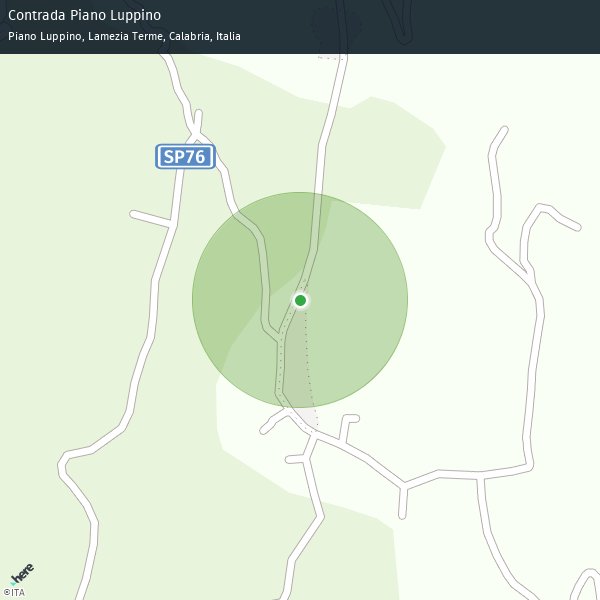 Contrada Piano Luppino
Piano Luppino, Lamezia Terme, Calabria, Italia
SP76
here
©ITA